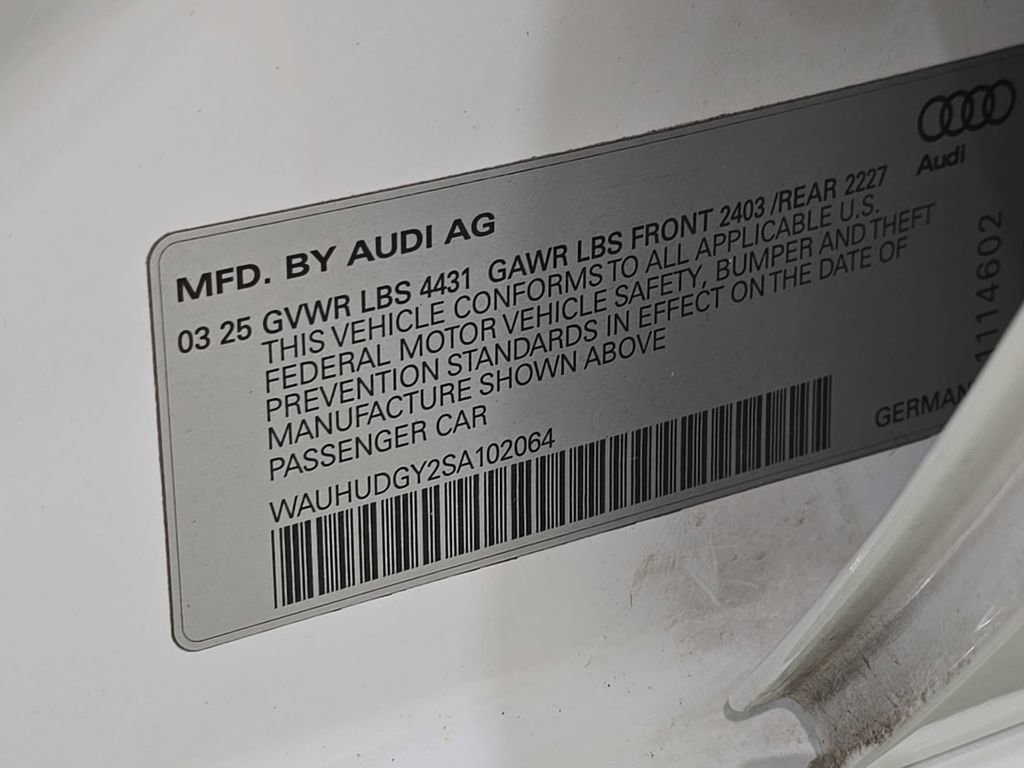 Audi
MFD. BY AUDI AG
03 25 GVWR LBS 4431 GAWR LBS FRONT 2403 /REAR 2227
THIS VEHICLE CONFORMS TO ALL APPLICABLE U.S.
FEDERAL MOTOR VEHICLE SAFETY, BUMPER AND THEFT
PREVENTION STANDARDS IN EFFECT ON THE DATE OF
MANUFACTURE SHOWN ABOVE
PASSENGER CAR
WAUHUDGY2SA102064